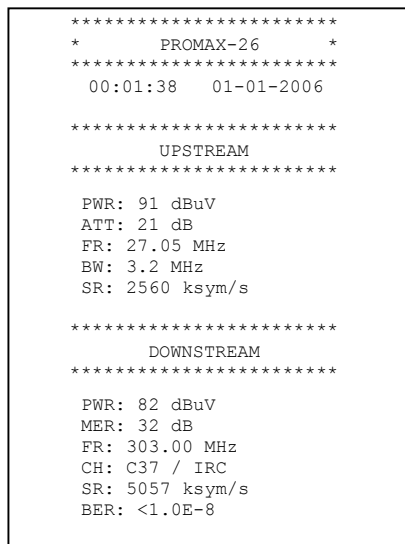 ************************
* PROMAX-26 *
************************
00:01:38 01-01-2006
************************
UPSTREAM
************************
PWR: 91 dBuV
ATT: 21 dB
FR: 27.05 MHz
BW: 3.2 MHz
SR: 2560 ksym/s
************************
DOWNSTREAM
************************
PWR: 82 dBuV
MER: 32 dB
FR: 303.00 MHz
CH: C37 / IRC
SR: 5057 ksym/s
BER: <1.0E-8